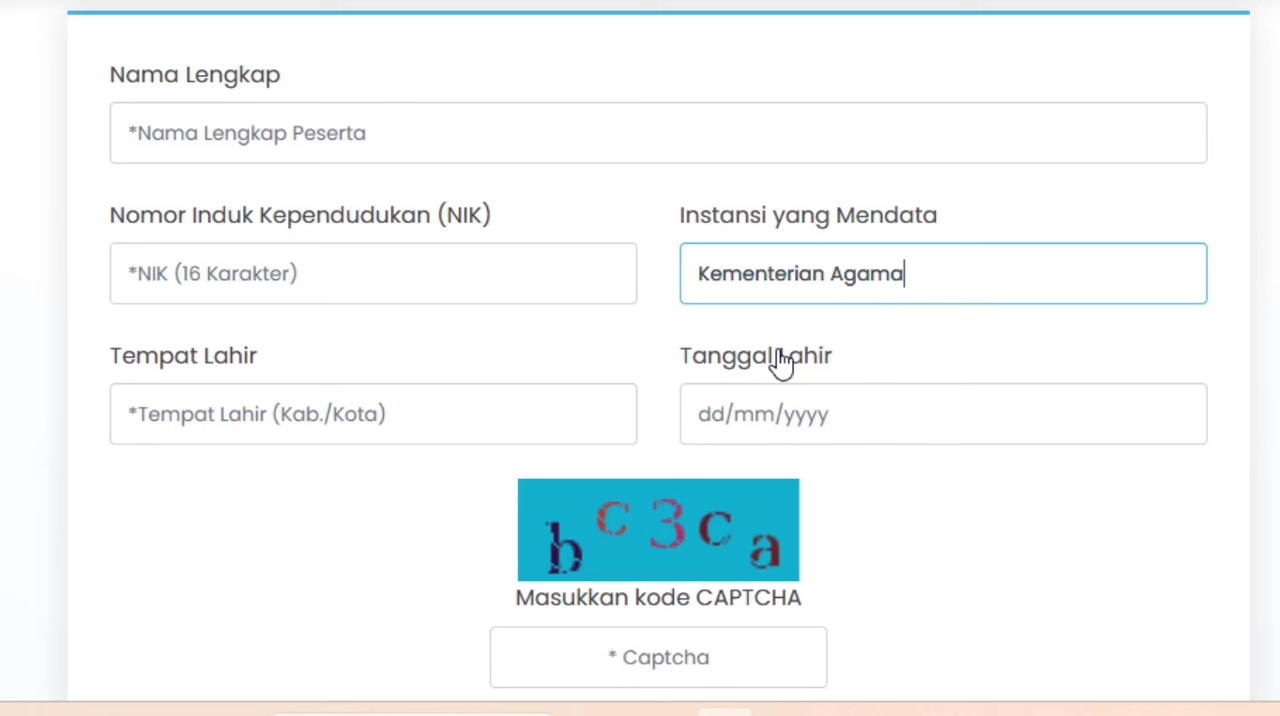 Nama Lengkap
*Nama Lengkap Peserta
Nomor Induk Kependudukan (NIK)
Instansi yang Mendata
*NIK (16 Karakter)
Kementerian Agama
Tempat Lahir
Tanggal Lahir
*Tempat Lahir (Kab./Kota)
dd/mm/yyyy
bc3ca
Masukkan kode CAPTCHA
* Captcha